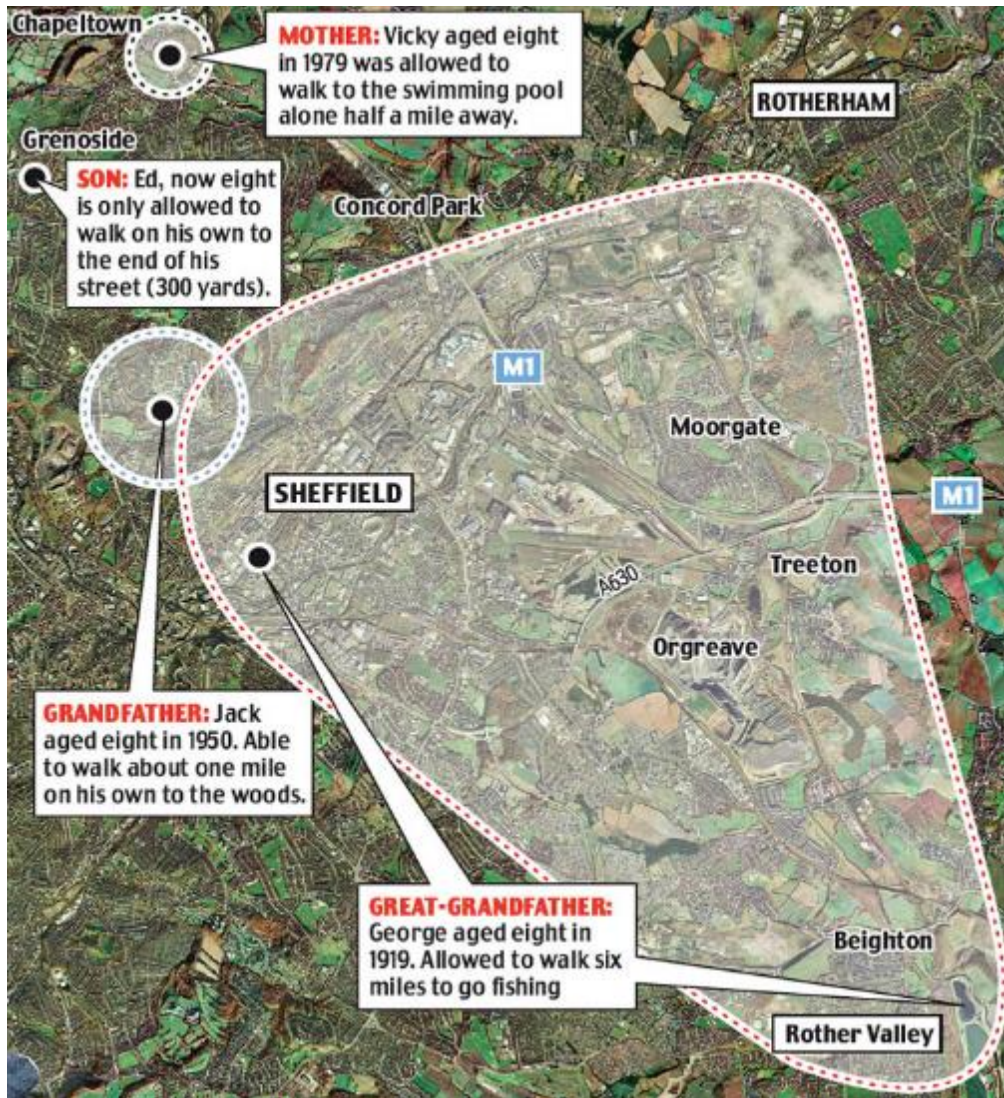 Chapeltown
MOTHER: Vicky aged eight
in 1979 was allowed to
walk to the swimming pool
alone half a mile away.
ROTHERHAM
Grenoside
SON: Ed, now eight
is only allowed to
walk on his own to
the end of his
street (300 yards).
Concord Park
M1
Moorgate
SHEFFIELD
M1
Treeton
A630
Orgreave
GRANDFATHER: Jack
aged eight in 1950. Able
to walk about one mile
on his own to the woods.
GREAT-GRANDFATHER:
George aged eight in
1919. Allowed to walk six
miles to go fishing
Beighton
Rother Valley